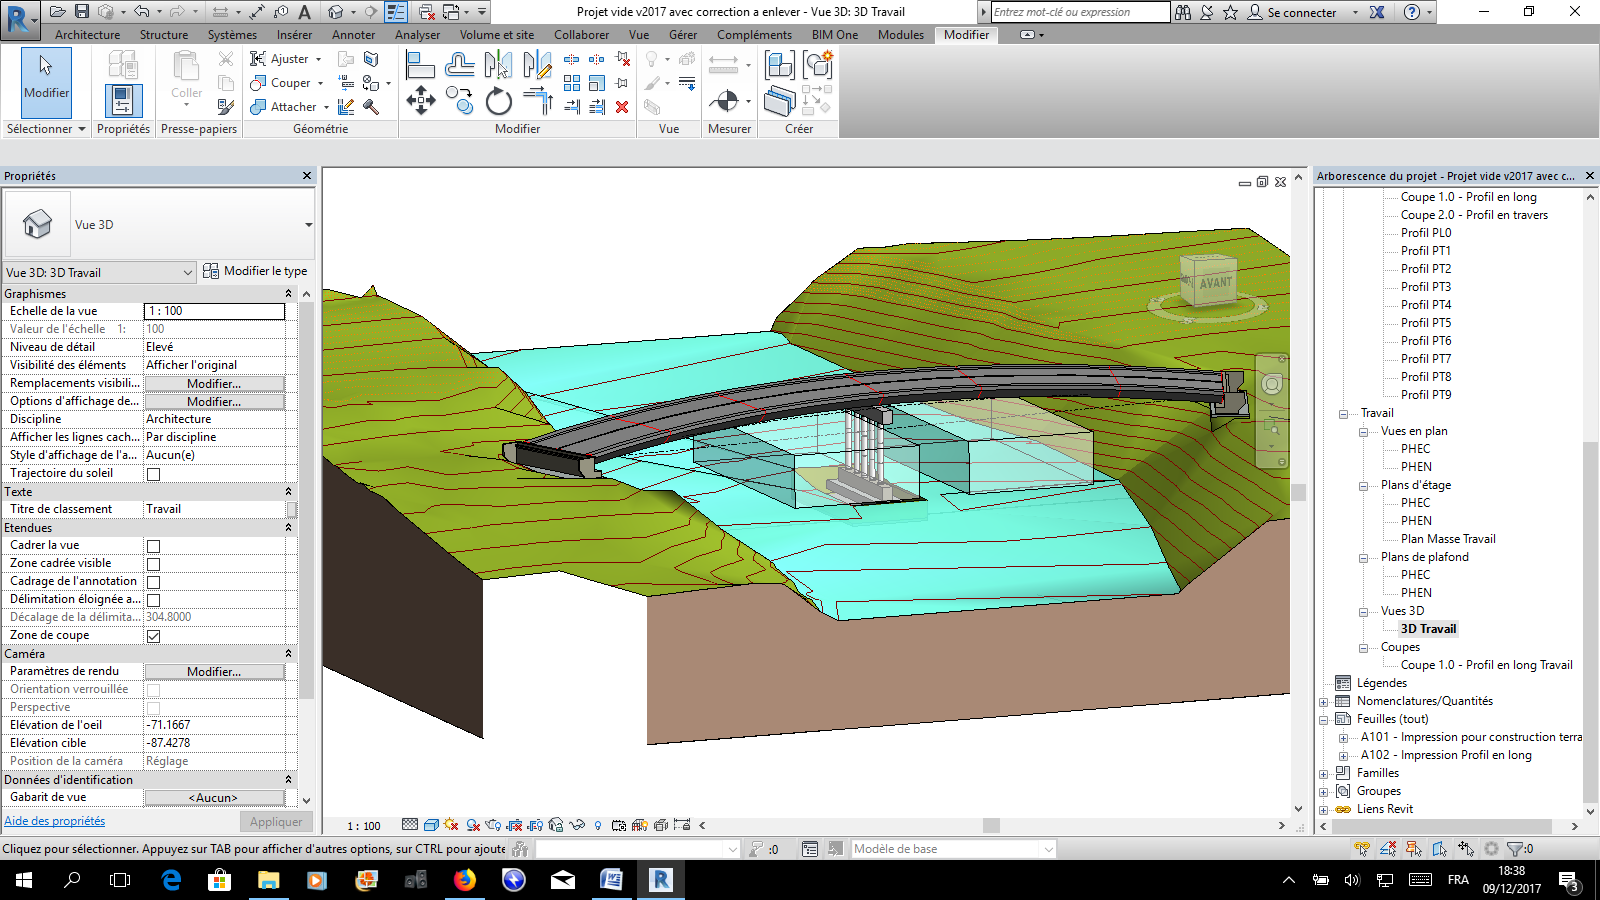 Projet vide v2017 avec correction a enlever - Vue 3D: 3D Travail
Entrez mot-clé ou expression
Se connecter
Architecture
Structure
Systèmes
Insérer
Annoter
Analyser
Volume et site
Collaborer
Vue
Gérer
Compléments
BIM One
Modules
Modifier
Modifier
Coller
Ajuster
Couper
Attacher
Sélectionner
Propriétés
Presse-papiers
Géométrie
Modifier
Vue
Mesurer
Créer
Propriétés
Vue 3D
Vue 3D: 3D Travail
Modifier le type
Graphismes
Echelle de la vue 1 : 100
Valeur de l'échelle 1: 100
Niveau de détail Elevé
Visibilité des éléments Afficher l'original
Remplacements visibili... Modifier...
Options d'affichage de... Modifier...
Discipline Architecture
Afficher les lignes cach... Par discipline
Style d'affichage de l'a... Aucun(e)
Trajectoire du soleil
Texte
Titre de classement Travail
Etendues
Cadrer la vue
Zone cadrée visible
Cadrage de l'annotation
Délimitation éloignée a...
Décalage de la délimita... 304.8000
Zone de coupe
Caméra
Paramètres de rendu Modifier...
Orientation verrouillée
Perspective
Elévation de l'oeil -71.1667
Elévation cible -87.4278
Position de la caméra Réglage
Données d'identification
Gabarit de vue <Aucun>
Aide des propriétés
Appliquer
AVANT
1 : 100
Arborescence du projet - Projet vide v2017 avec c...
Coupe 1.0 - Profil en long
Coupe 2.0 - Profil en travers
Profil PL0
Profil PT1
Profil PT2
Profil PT3
Profil PT4
Profil PT5
Profil PT6
Profil PT7
Profil PT8
Profil PT9
Travail
Vues en plan
PHEC
PHEN
Plans d'étage
PHEC
PHEN
Plan Masse Travail
Plans de plafond
PHEC
PHEN
Vues 3D
3D Travail
Coupes
Coupe 1.0 - Profil en long Travail
Légendes
Nomenclatures/Quantités
Feuilles (tout)
A101 - Impression pour construction terra
A102 - Impression Profil en long
Familles
Groupes
Liens Revit
Cliquez pour sélectionner. Appuyez sur TAB pour afficher d'autres options, sur CTRL pour ajoute
:0
Modèle de base
:0
FRA
18:38
09/12/2017
3